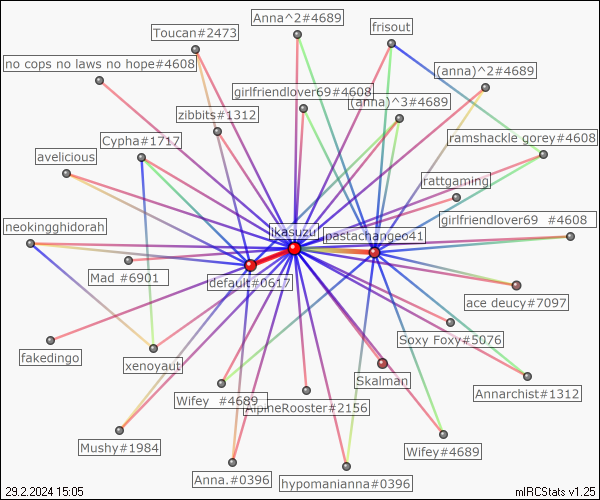 Anna^2#4689
frisout
Toucan#2473
no cops no laws no hope#4608
(anna)^2#4689
girlfriendlover69#4608
(anna)^3#4689
zibbits#1312
Cypha#1717
ramshackle gorey#4608
avelicious
rattgaming
neokingghidorah
girlfriendlover69 #4608
ikasuzu
pastachange41
Mad #6901
default#0617
ace deucy#7097
fakedingo
Soxy Foxy#5076
xenoyaut
Skalman
Annarchist#1312
Wifey #4689
AlpineRooster#2156
Mushy#1984
Wifey#4689
Anna.#0396
hypomanianna#0396
29.2.2024 15:05
mIRCStats v1.25